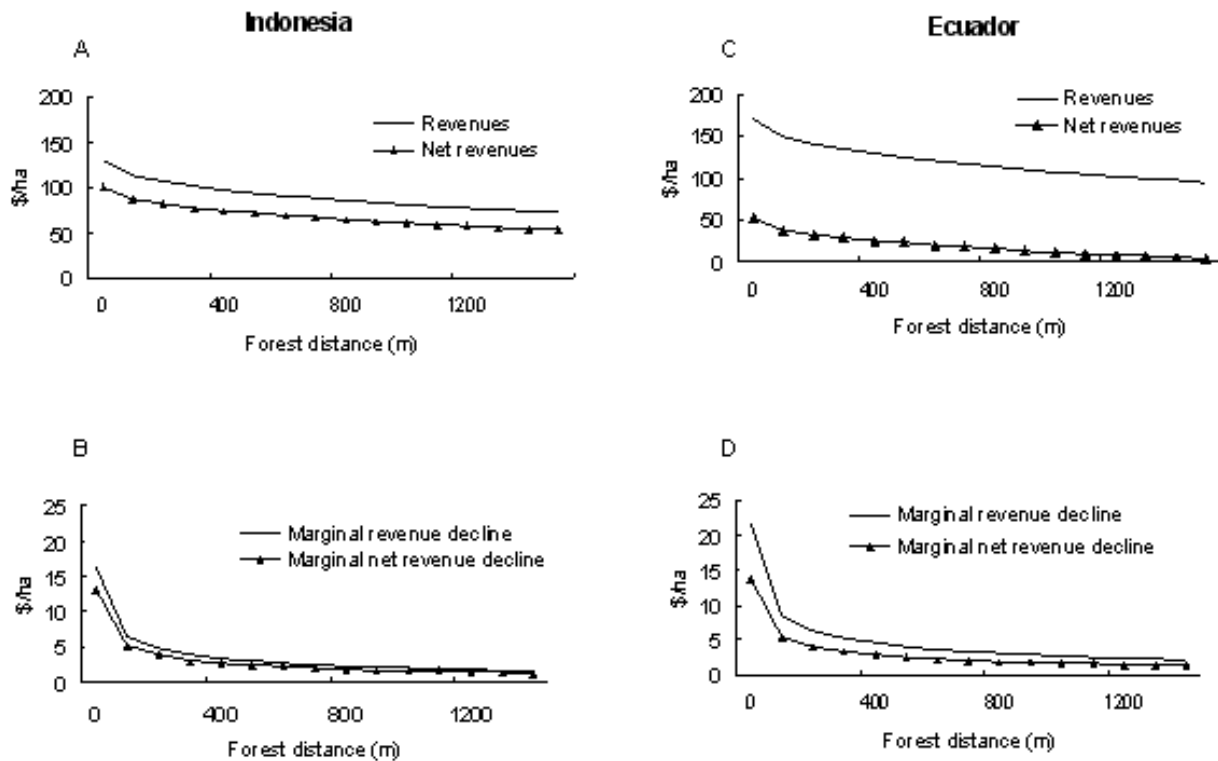 Indonesia
A
200
150
100
50
0
$/ha
Revenues
Net revenues
0 400 800 1200
Forest distance (m)
Ecuador
C
200
150
100
50
0
$/ha
Revenues
Net revenues
0 400 800 1200
Forest distance (m)
B
25
20
15
10
5
0
$/ha
Marginal revenue decline
Marginal net revenue decline
0 400 800 1200
Forest distance (m)
D
25
20
15
10
5
0
$/ha
Marginal revenue decline
Marginal net revenue decline
0 400 800 1200
Forest distance (m)